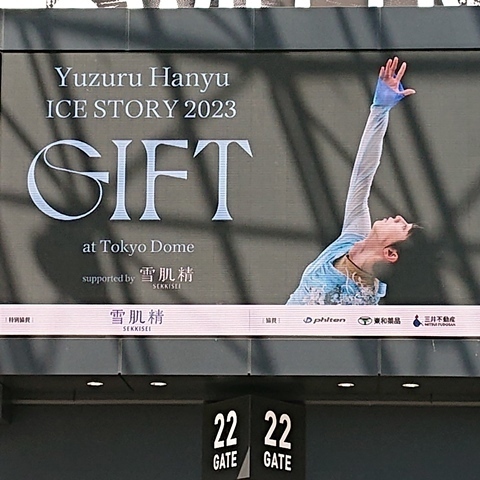 Yuzuru Hanyu
ICE STORY 2023
GIFT
at Tokyo Dome
supported by 雪肌精
SEKKISEI
特別協賛 雪肌精 協賛 phiten 東和薬品 三井不動産
SEKKISEI MITSUI FUDOSAN
22 22
GATE GATE